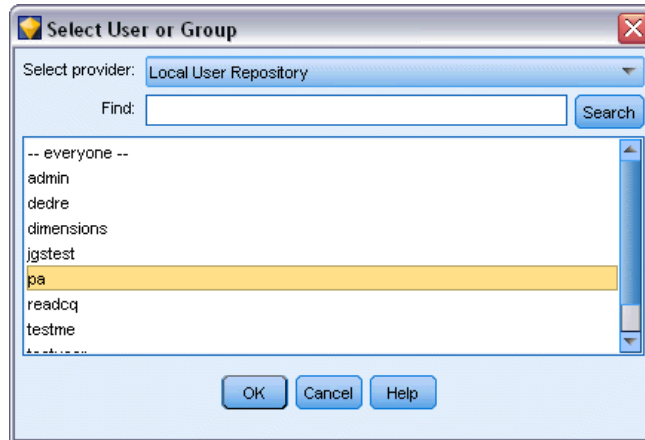 Select User or Group
Select provider: Local User Repository
Find: Search
-- everyone --
admin
dedre
dimensions
jgstest
pa
readcq
testme
OK Cancel Help